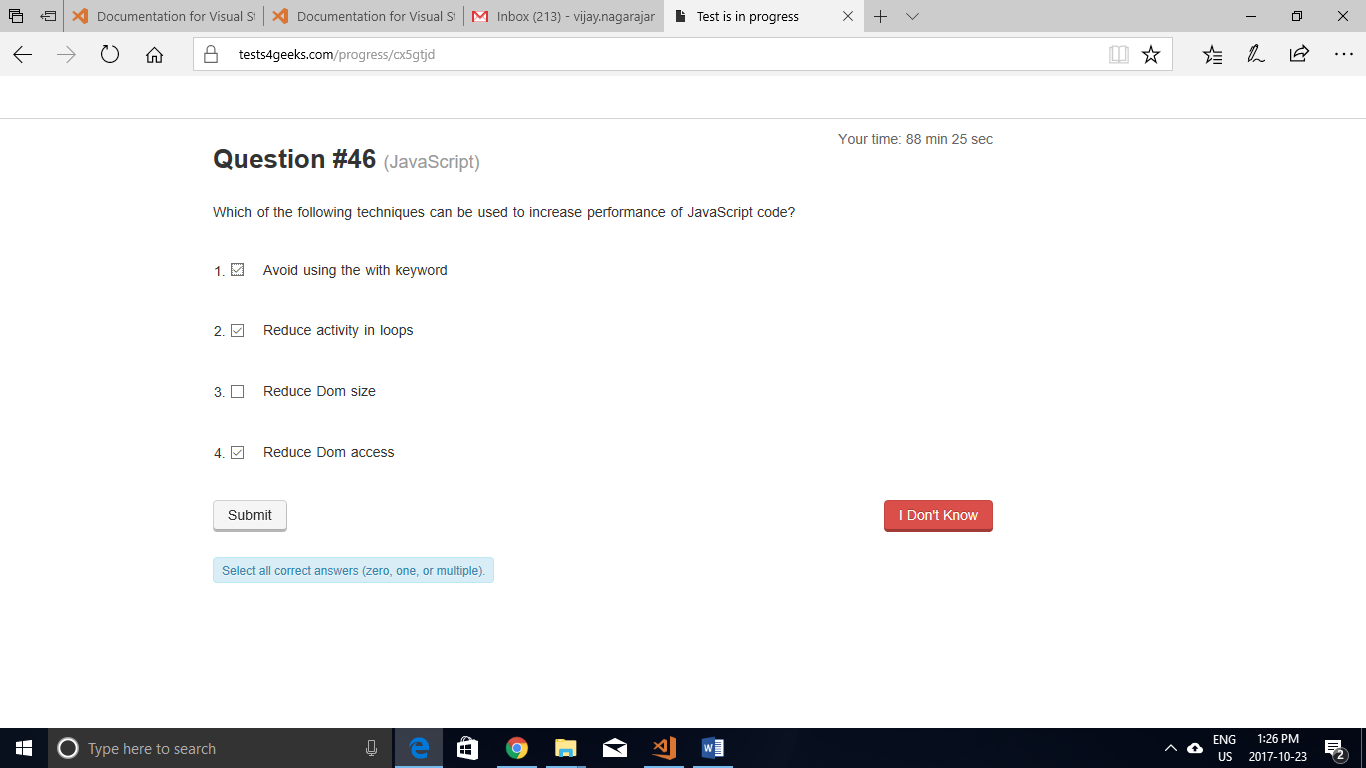 Documentation for Visual St
Documentation for Visual St
Inbox (213) - vijay.nagarajar
Test is in progress
tests4geeks.com/progress/cx5gtjd
Your time: 88 min 25 sec
Question #46 (JavaScript)
Which of the following techniques can be used to increase performance of JavaScript code?
1. Avoid using the with keyword
2. Reduce activity in loops
3. Reduce Dom size
4. Reduce Dom access
Submit
I Don't Know
Select all correct answers (zero, one, or multiple).
Type here to search
ENG
US
1:26 PM
2017-10-23
2